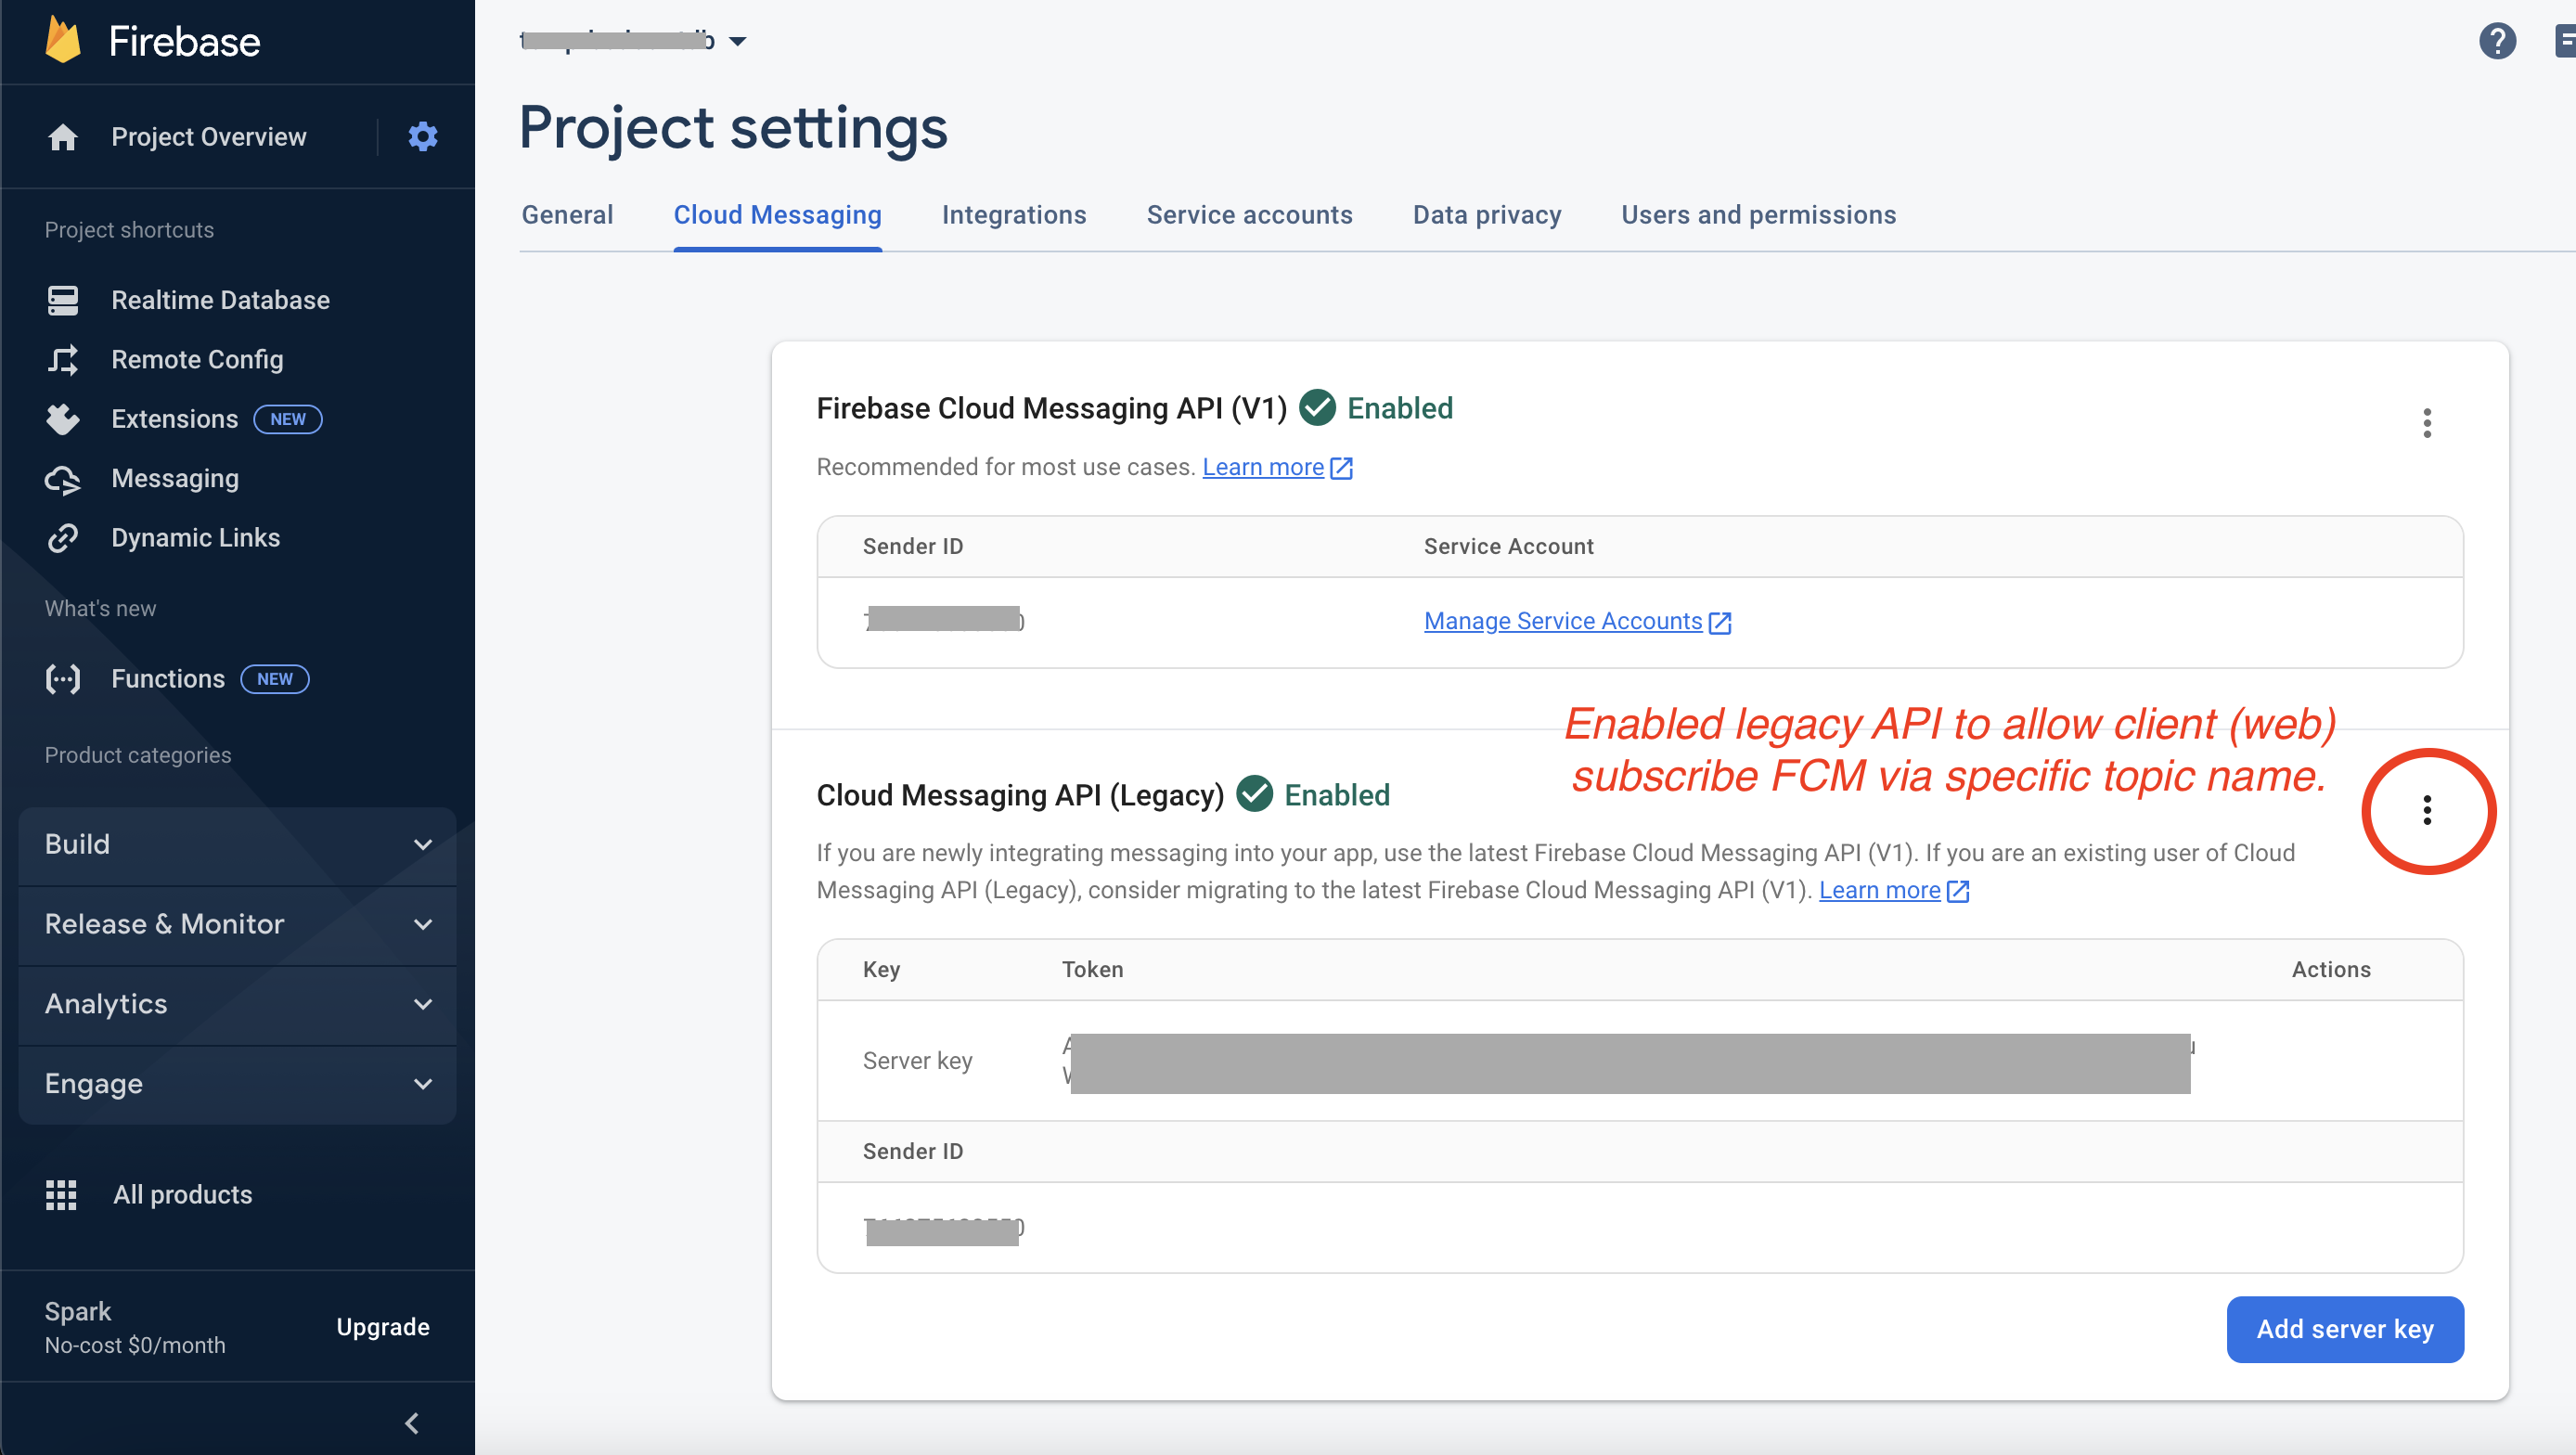 Firebase
Project Overview
Project shortcuts
Realtime Database
Remote Config
Extensions NEW
Messaging
Dynamic Links
What's new
Functions NEW
Product categories
Build
Release & Monitor
Analytics
Engage
All products
Spark
No-cost $0/month
Upgrade
Project settings
General Cloud Messaging Integrations Service accounts Data privacy Users and permissions
Firebase Cloud Messaging API (V1) Enabled
Recommended for most use cases. Learn more
Sender ID Service Account
Manage Service Accounts
Enabled legacy API to allow client (web)
subscribe FCM via specific topic name.
Cloud Messaging API (Legacy) Enabled
If you are newly integrating messaging into your app, use the latest Firebase Cloud Messaging API (V1). If you are an existing user of Cloud
Messaging API (Legacy), consider migrating to the latest Firebase Cloud Messaging API (V1). Learn more
Key Token Actions
Server key
Sender ID
Add server key